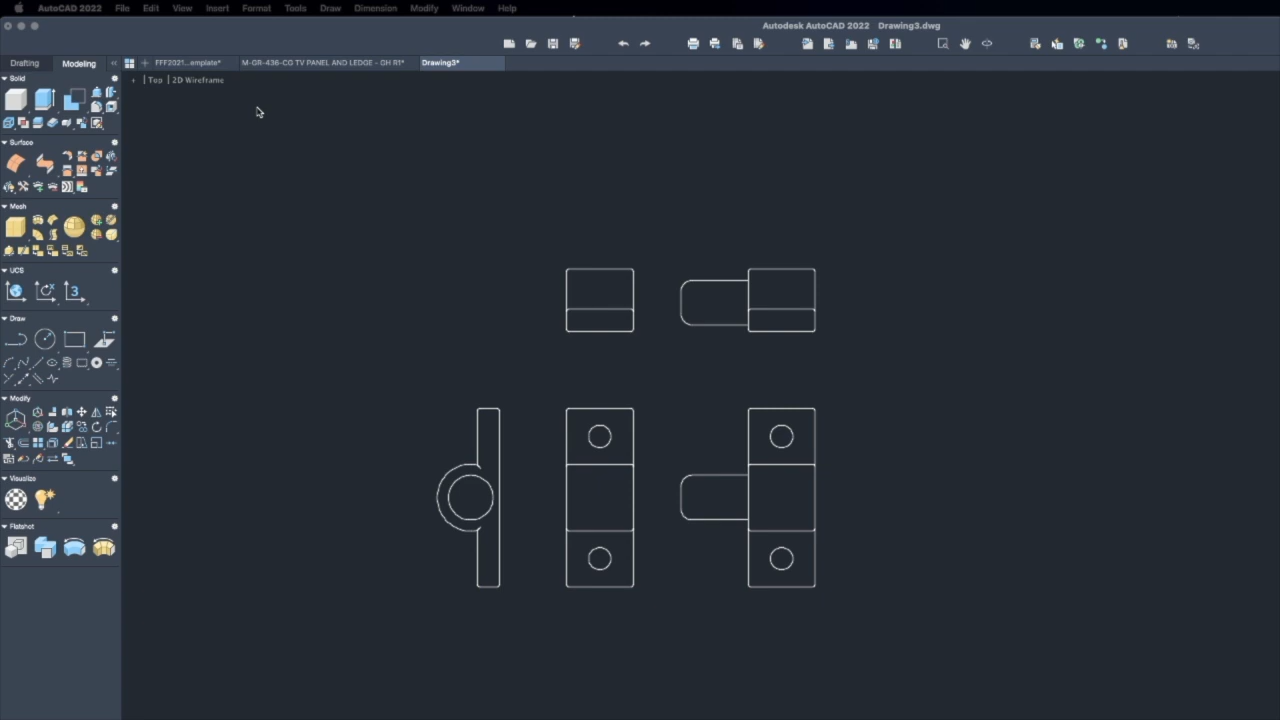 AutoCAD 2022 File Edit View Insert Format Tools Draw Dimension Modify Window Help
Autodesk AutoCAD 2022 Drawing3.dwg
Drafting Modeling FFF2021...emplate* M-GR-436-CG TV PANEL AND LEDGE - GH R1* Drawing3*
Top 2D Wireframe
Solid
Surface
Mesh
UCS
3
Draw
Modify
Visualize
Flatshot